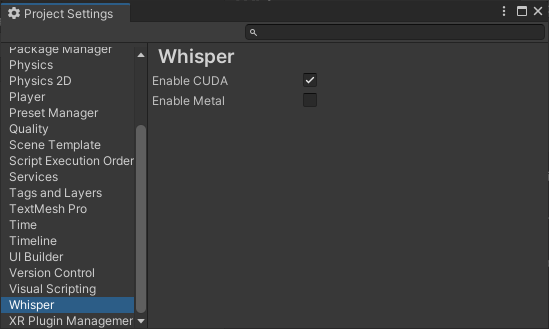 Project Settings
Package Manager
Physics
Physics 2D
Player
Preset Manager
Quality
Scene Template
Script Execution Order
Services
Tags and Layers
TextMesh Pro
Time
Timeline
UI Builder
Version Control
Visual Scripting
Whisper
XR Plugin Managemer
Whisper
Enable CUDA
Enable Metal